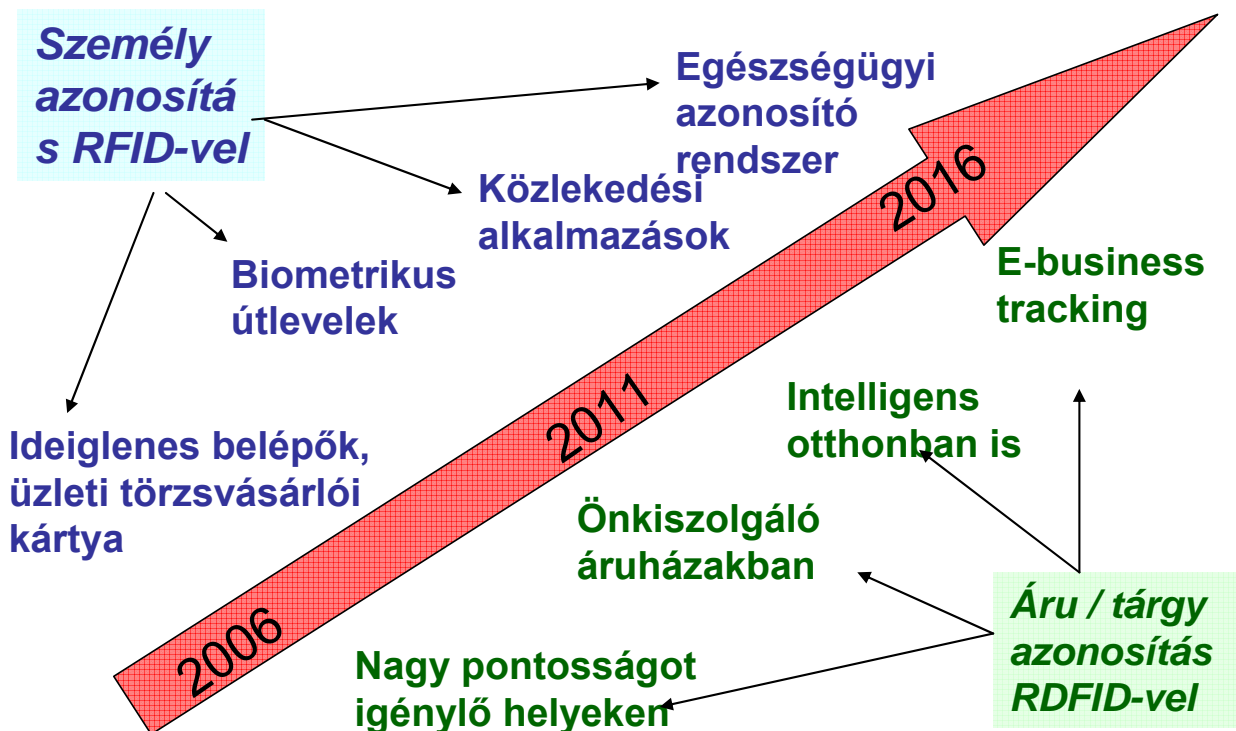 Személy
azonosítá
s RFID-vel
Egészségügyi
azonosító
rendszer
Közlekedési
alkalmazások
Biometrikus
útlevelek
Ideiglenes belépők,
üzleti törzsvásárlói
kártya
2006
2011
2016
E-business
tracking
Intelligens
otthonban is
Önkiszolgáló
áruházakban
Nagy pontosságot
igénylő helyeken
Áru / tárgy
azonosítás
RDFID-vel